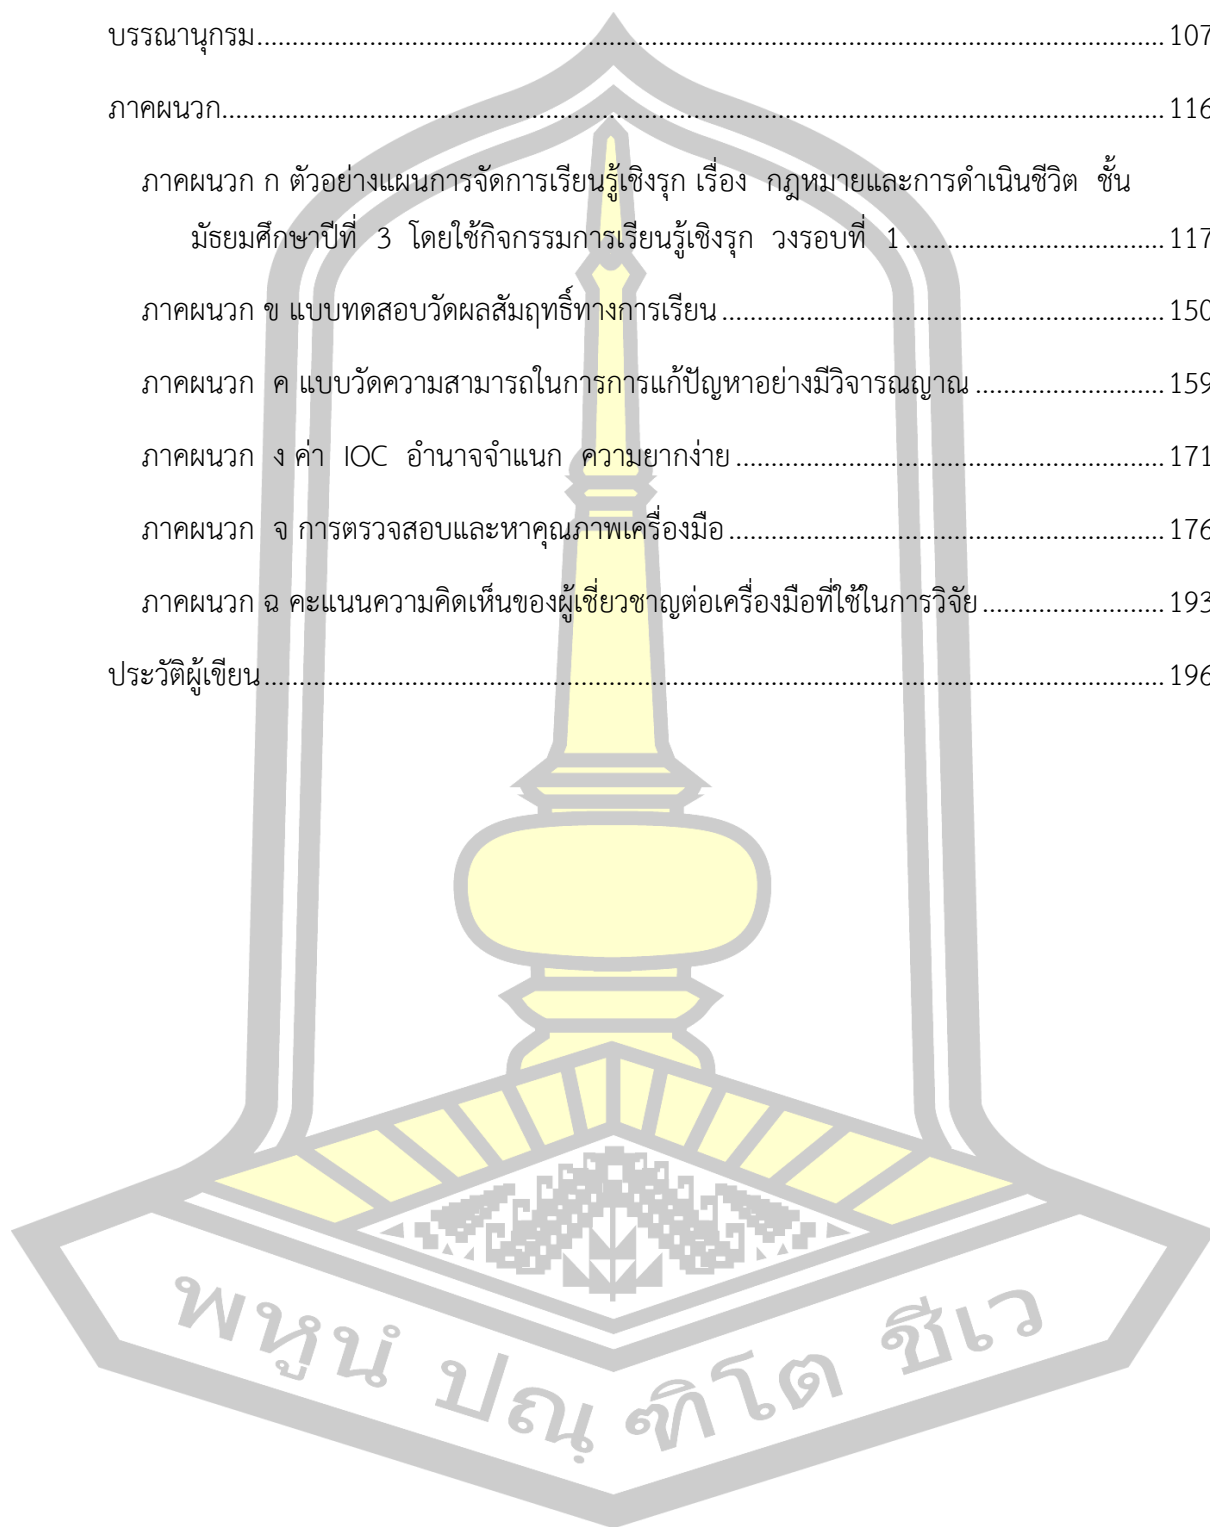 บรรณานุกรม........................................................................................................................ 107
ภาคผนวก............................................................................................................................. 116
ภาคผนวก ก ตัวอย่างแผนการจัดการเรียนรู้เชิงรุก เรื่อง กฎหมายและการดำเนินชีวิต ชั้น
มัธยมศึกษาปีที่ 3 โดยใช้กิจกรรมการเรียนรู้เชิงรุก วงรอบที่ 1 .................................. 117
ภาคผนวก ข แบบทดสอบวัดผลสัมฤทธิ์ทางการเรียน ........................................................... 150
ภาคผนวก ค แบบวัดความสามารถในการการแก้ปัญหาอย่างมีวิจารณญาณ ......................... 159
ภาคผนวก ง ค่า IOC อำนาจจำแนก ความยากง่าย ......................................................... 171
ภาคผนวก จ การตรวจสอบและหาคุณภาพเครื่องมือ .......................................................... 176
ภาคผนวก ฉ คะแนนความคิดเห็นของผู้เชี่ยวชาญต่อเครื่องมือที่ใช้ในการวิจัย ........................ 193
ประวัติผู้เขียน ....................................................................................................................... 196
พหูนํ ปณฺฑิโต ชีเว